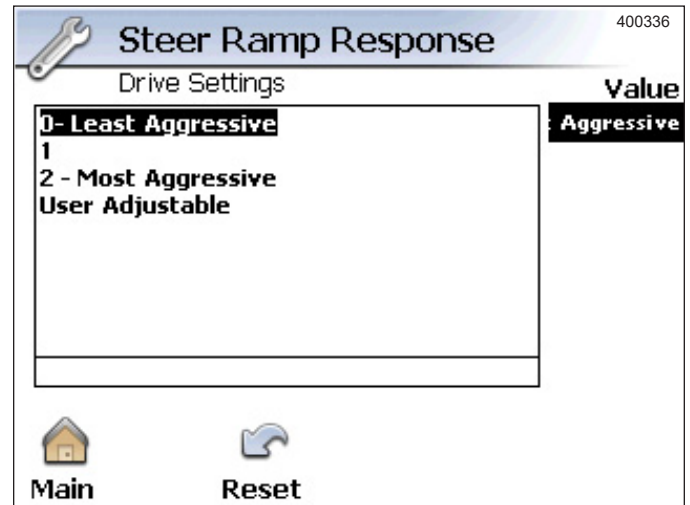 400336
Steer Ramp Response
Drive Settings
Value
0- Least Aggressive
: Aggressive
1
2 - Most Aggressive
User Adjustable
Main
Reset